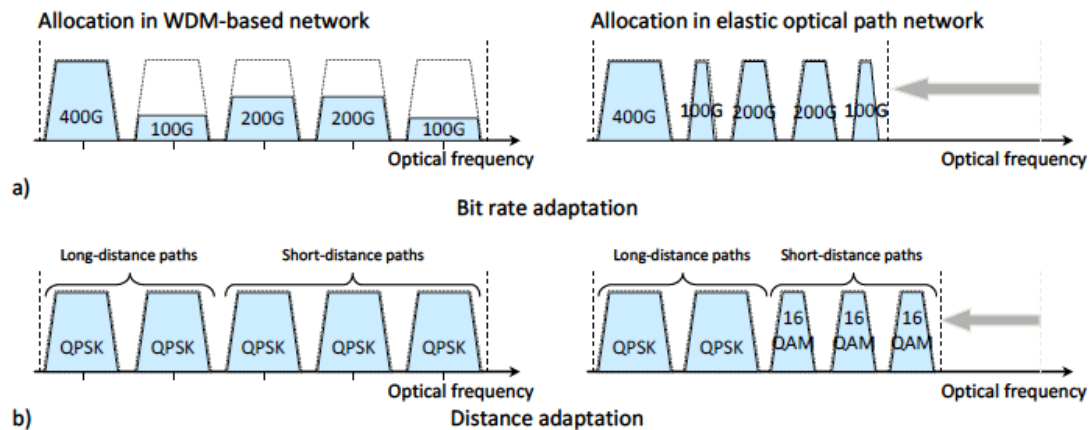 Allocation in WDM-based network
Allocation in elastic optical path network
400G 100G 200G 200G 100G
Optical frequency
400G 100G 200G 200G 100G
Optical frequency
a)
Bit rate adaptation
Long-distance paths Short-distance paths
Long-distance paths Short-distance paths
QPSK QPSK QPSK QPSK QPSK
Optical frequency
QPSK QPSK 16 QAM 16 QAM 16 QAM
Optical frequency
b)
Distance adaptation